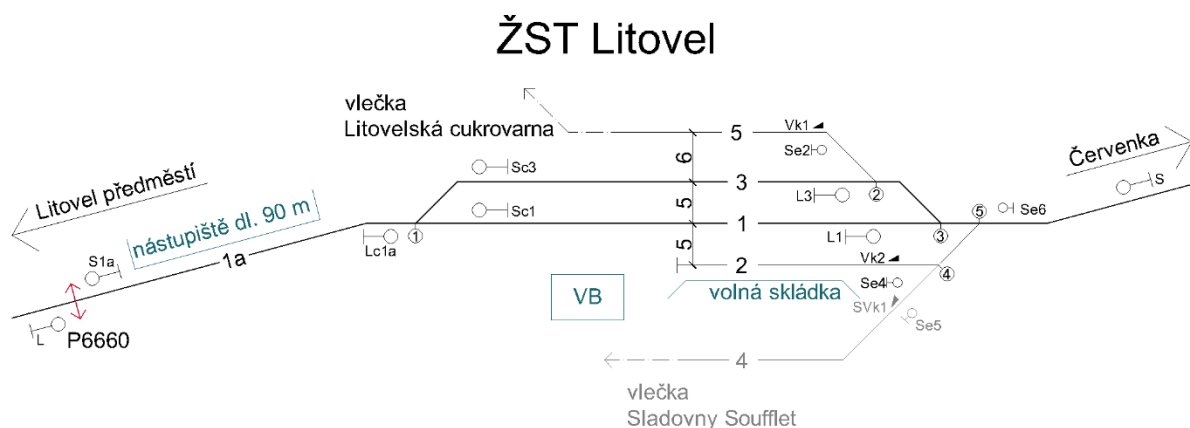 ŽST Litovel
vlečka
Litovelská cukrovarna
5
Vk1
Se2
6
Červenka
S
Litovel předměstí
Sc3
3
L3
2
nástupiště dl. 90 m
Sc1
5
1
L1
3
5
Se6
S1a
1a
Lc1a
1
5
2
Vk2
4
VB
volná skládka
Se4
SVk1
Se5
L
P6660
4
vlečka
Sladovny Soufflet